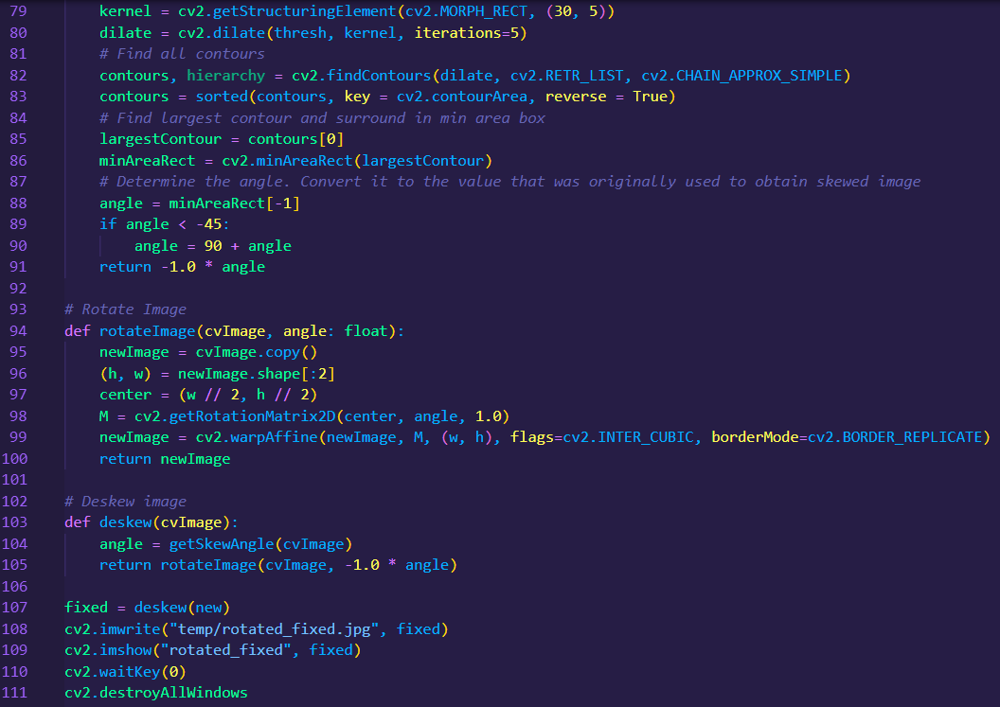 79 kernel = cv2.getStructuringElement(cv2.MORPH_RECT, (30, 5))
80 dilate = cv2.dilate(thresh, kernel, iterations=5)
81 # Find all contours
82 contours, hierarchy = cv2.findContours(dilate, cv2.RETR_LIST, cv2.CHAIN_APPROX_SIMPLE)
83 contours = sorted(contours, key = cv2.contourArea, reverse = True)
84 # Find largest contour and surround in min area box
85 largestContour = contours[0]
86 minAreaRect = cv2.minAreaRect(largestContour)
87 # Determine the angle. Convert it to the value that was originally used to obtain skewed image
88 angle = minAreaRect[-1]
89 if angle < -45:
90 angle = 90 + angle
91 return -1.0 * angle
92
93 # Rotate Image
94 def rotateImage(cvImage, angle: float):
95 newImage = cvImage.copy()
96 (h, w) = newImage.shape[:2]
97 center = (w // 2, h // 2)
98 M = cv2.getRotationMatrix2D(center, angle, 1.0)
99 newImage = cv2.warpAffine(newImage, M, (w, h), flags=cv2.INTER_CUBIC, borderMode=cv2.BORDER_REPLICATE)
100 return newImage
101
102 # Deskew image
103 def deskew(cvImage):
104 angle = getSkewAngle(cvImage)
105 return rotateImage(cvImage, -1.0 * angle)
106
107 fixed = deskew(new)
108 cv2.imwrite("temp/rotated_fixed.jpg", fixed)
109 cv2.imshow("rotated_fixed", fixed)
110 cv2.waitKey(0)
111 cv2.destroyAllWindows